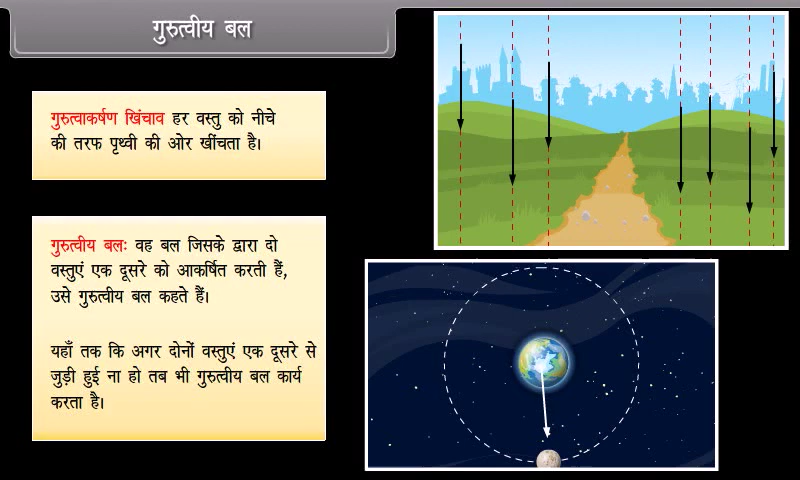 गुरुत्वीय बल
गुरुत्वाकर्षण खिंचाव हर वस्तु को नीचे
की तरफ पृथ्वी की ओर खींचता है।
गुरुत्वीय बलः वह बल जिसके द्वारा दो
वस्तुएं एक दूसरे को आकर्षित करती हैं,
उसे गुरुत्वीय बल कहते हैं।
यहाँ तक कि अगर दोनों वस्तुएं एक दूसरे से
जुड़ी हुई ना हो तब भी गुरुत्वीय बल कार्य
करता है।